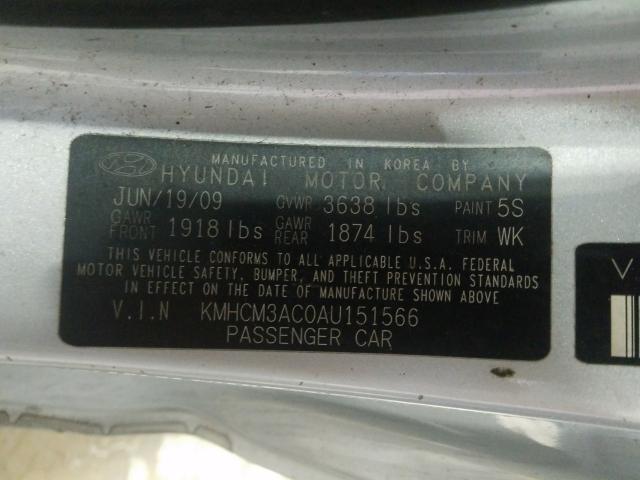 MANUFACTURED IN KOREA BY
HYUNDAI MOTOR COMPANY
JUN/19/09 GVWR 3638 lbs PAINT 5S
GAWR FRONT 1918 lbs GAWR REAR 1874 lbs TRIM WK
THIS VEHICLE CONFORMS TO ALL APPLICABLE U.S.A. FEDERAL
MOTOR VEHICLE SAFETY, BUMPER, AND THEFT PREVENTION STANDARDS
IN EFFECT ON THE DATE OF MANUFACTURE SHOWN ABOVE
V.I.N KMHCM3AC0AU151566
PASSENGER CAR
V